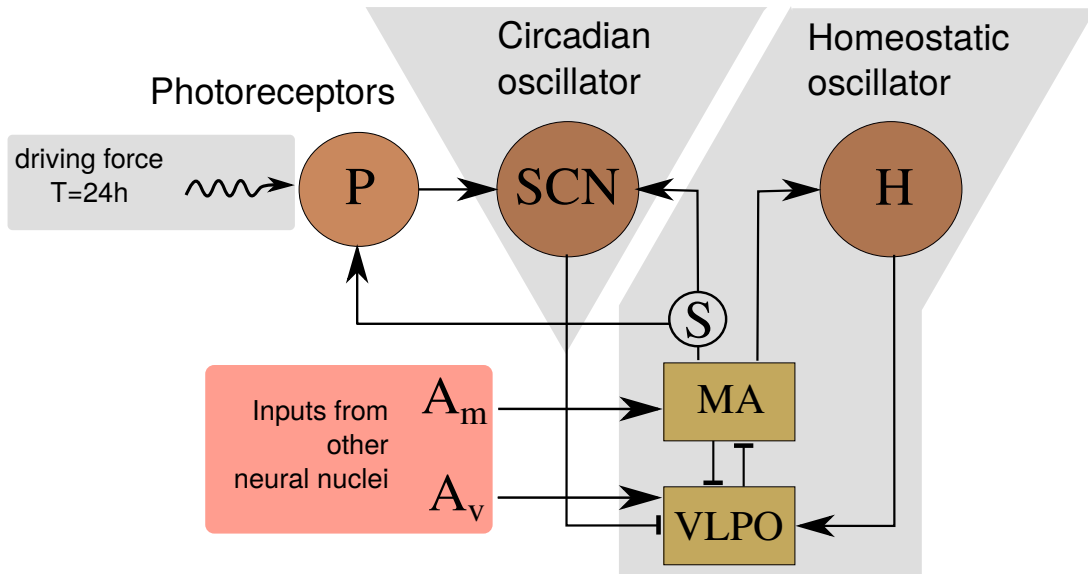 Circadian
oscillator
Homeostatic
oscillator
Photoreceptors
driving force
T=24h
P
SCN
H
S
Inputs from
other
neural nuclei
Am
Av
MA
VLPO